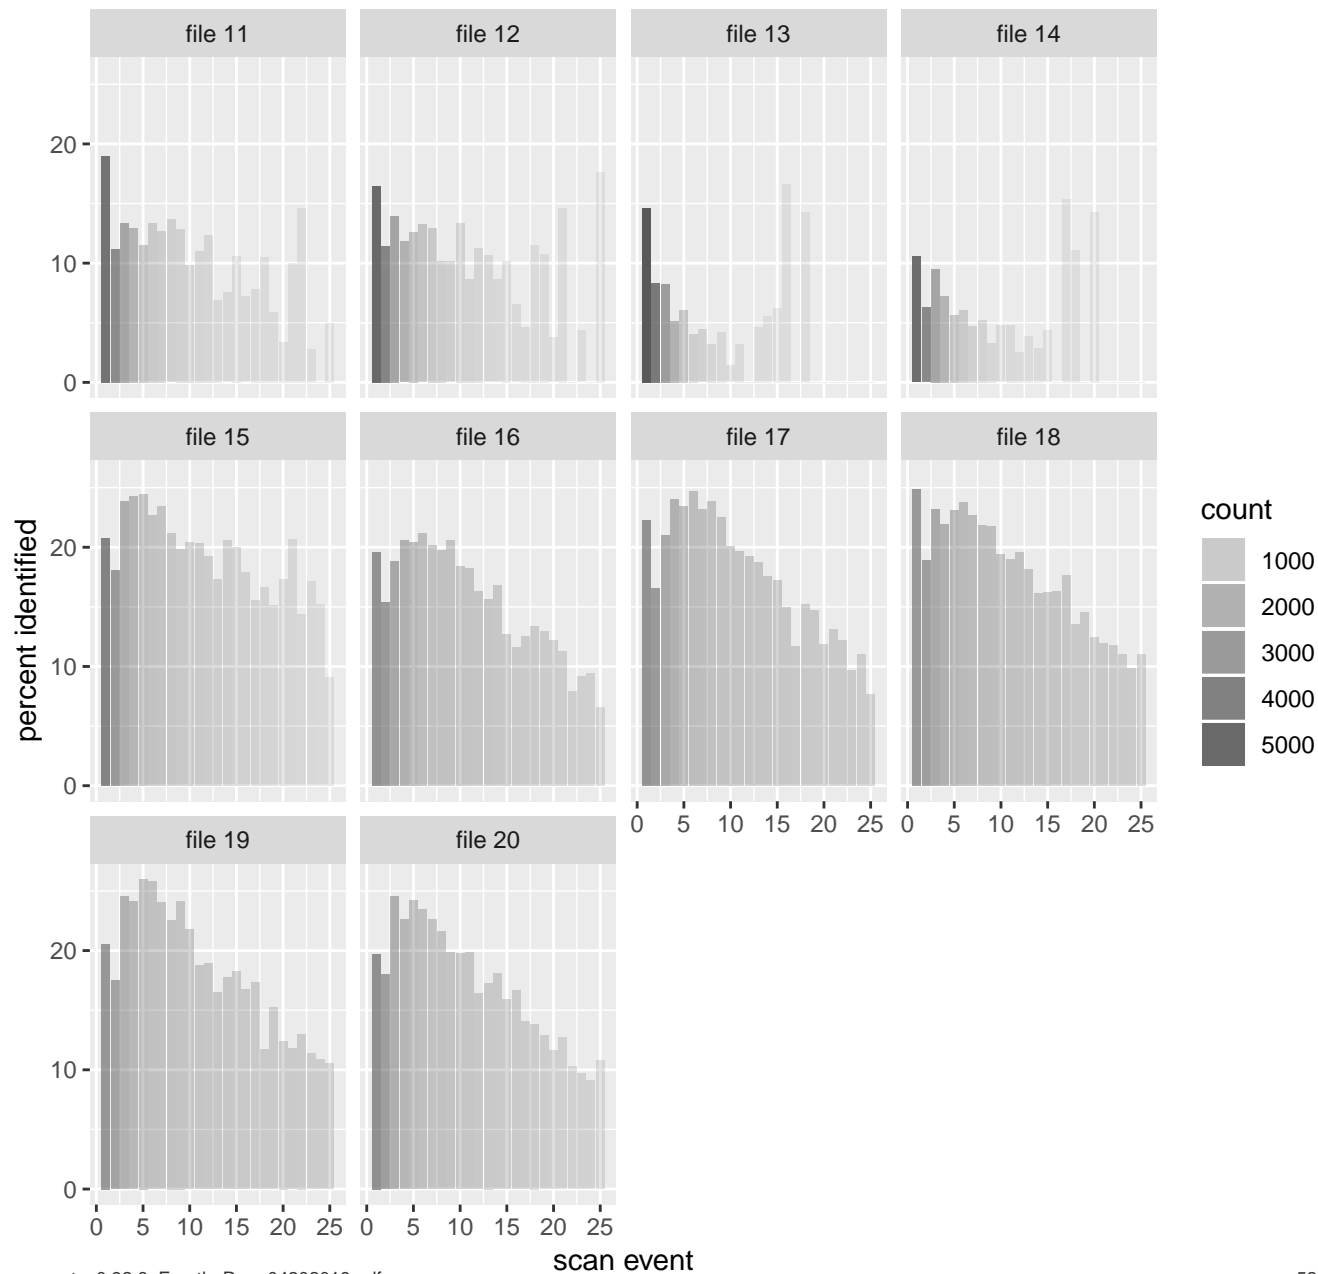 file 11
file 12
file 13
file 14
20
10
0
file 15
file 16
file 17
file 18
20
10
0
0 5 10 15 20 25
0 5 10 15 20 25
file 19
file 20
20
10
0
0 5 10 15 20 25
0 5 10 15 20 25
percent identified
scan event
count
1000
2000
3000
4000
5000